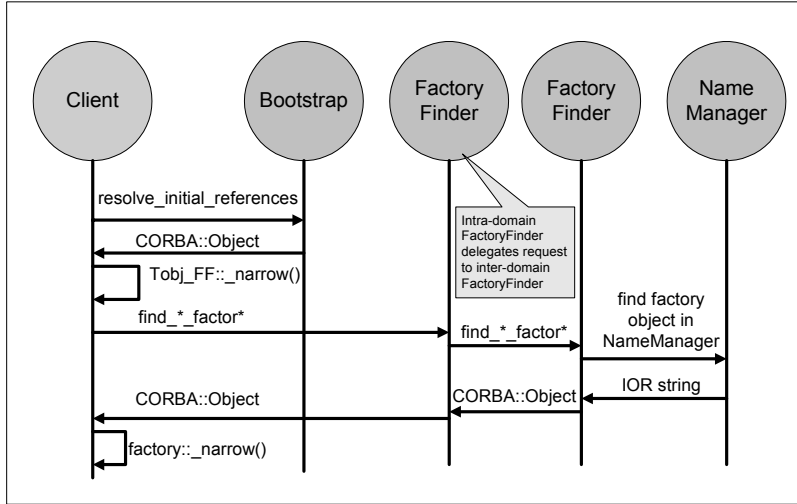 Client
Bootstrap
Factory
Finder
Factory
Finder
Name
Manager
resolve_initial_references
CORBA::Object
Tobj_FF::_narrow()
Intra-domain
FactoryFinder
delegates request
to inter-domain
FactoryFinder
find_*_factor*
find_*_factor*
find factory
object in
NameManager
IOR string
CORBA::Object
CORBA::Object
factory::_narrow()